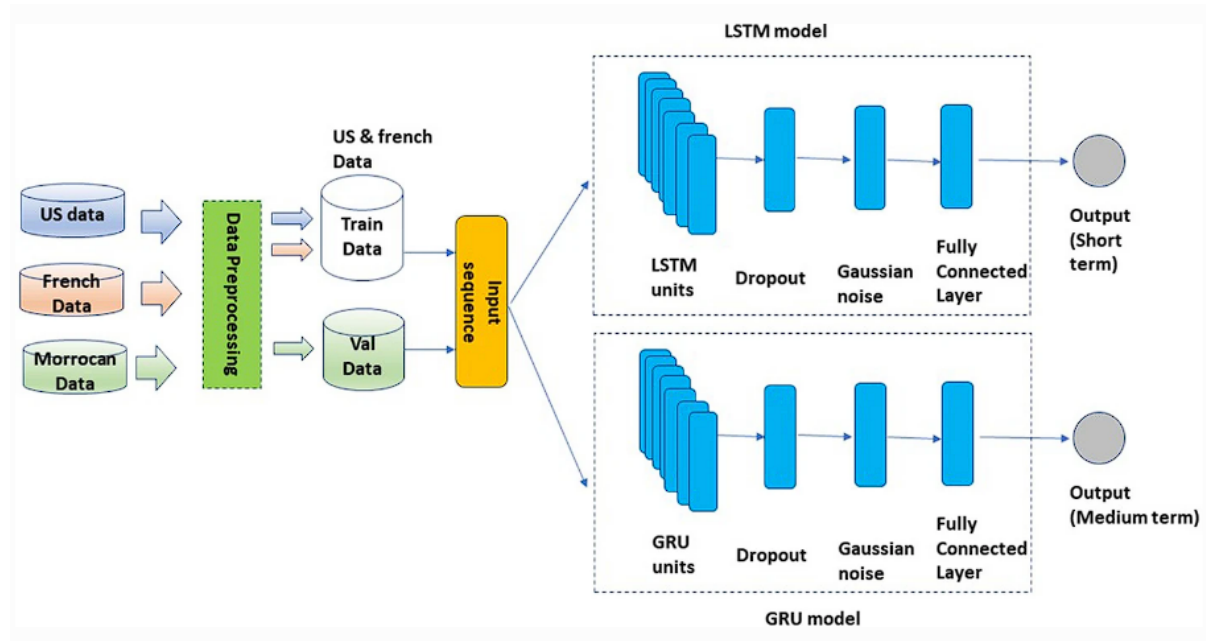 LSTM model
US & french
Data
US data
French
Data
Morrocan
Data
Data Preprocessing
Train
Data
Val
Data
Input
sequence
LSTM
units
Dropout
Gaussian
noise
Fully
Connected
Layer
Output
(Short
term)
GRU
units
Dropout
Gaussian
noise
Fully
Connected
Layer
Output
(Medium term)
GRU model